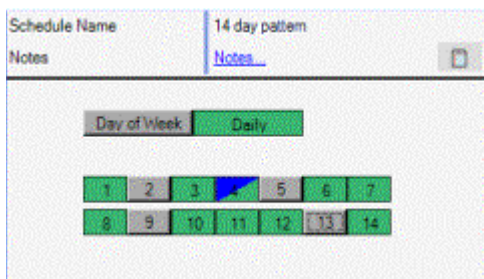 Schedule Name 14 day pattern
Notes Notes...
Day of Week Daily
1 2 3 4 5 6 7
8 9 10 11 12 13 14